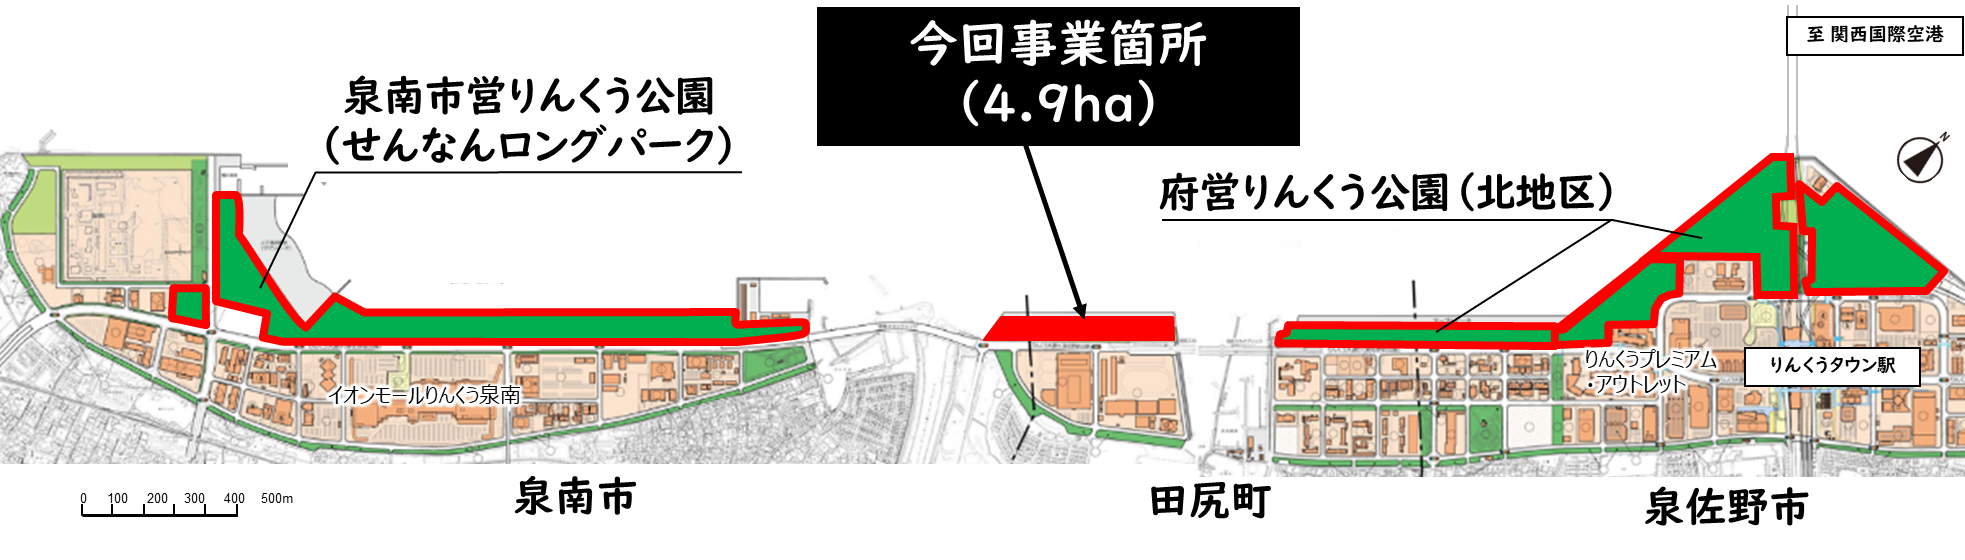 今回事業箇所
(4.9ha)
至 関西国際空港
泉南市営りんくう公園
(せんなんロングパーク)
N
府営りんくう公園(北地区)
りんくうプレミアム
・アウトレット
りんくうタウン駅
イオンモールりんくう泉南
泉南市
田尻町
泉佐野市
0 100 200 300 400 500m